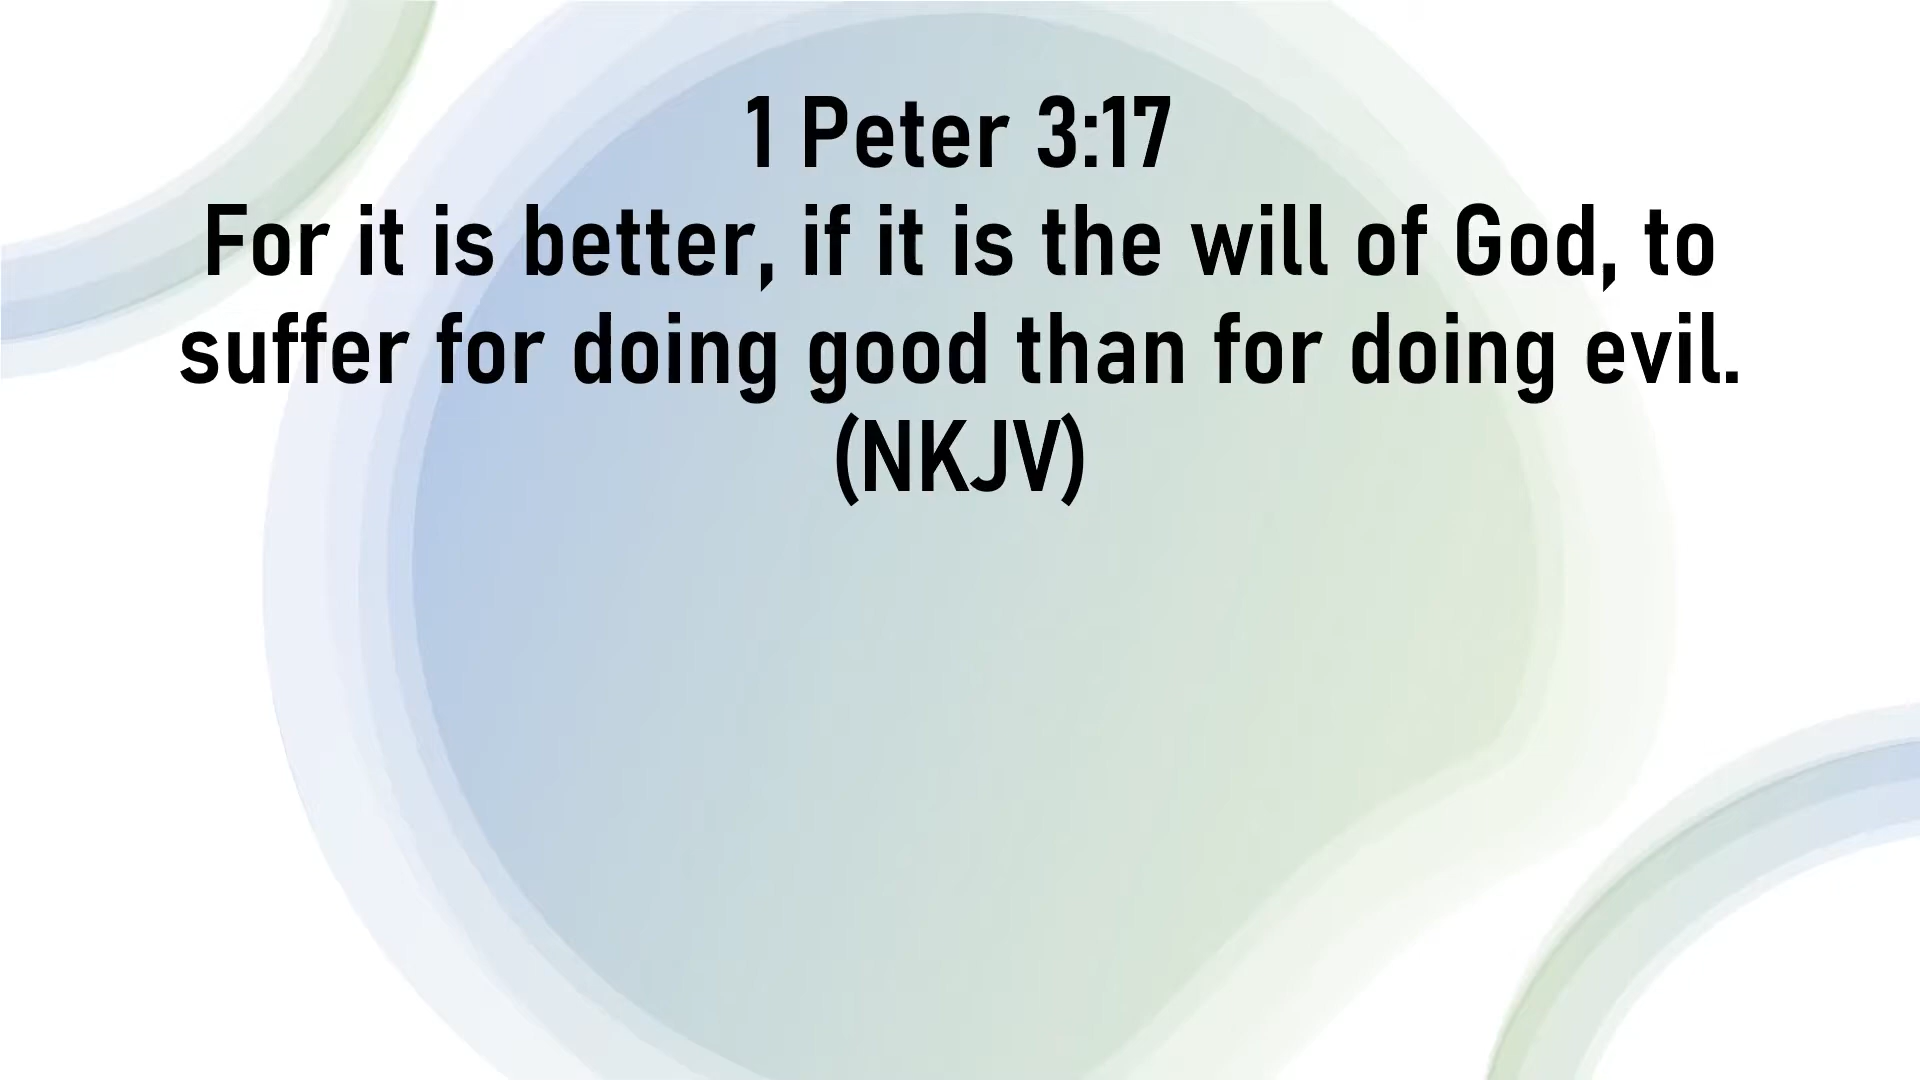 1 Peter 3:17
For it is better, if it is the will of God, to
suffer for doing good than for doing evil.
(NKJV)